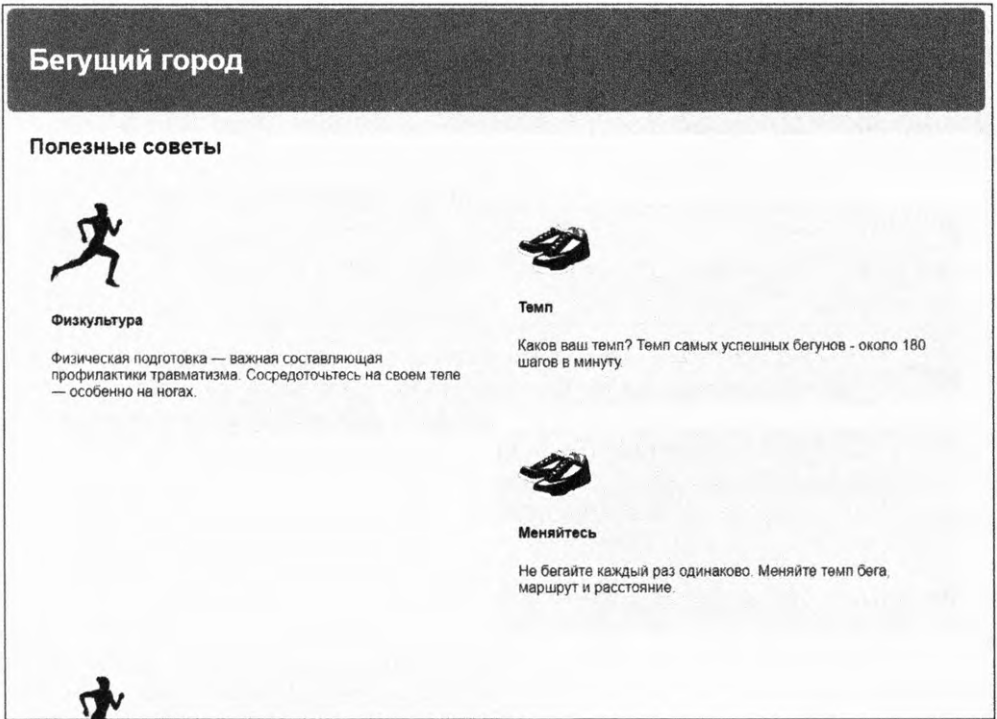 Бегущий город
Полезные советы
Физкультура
Физическая подготовка — важная составляющая
профилактики травматизма. Сосредоточьтесь на своем теле
— особенно на ногах.
Темп
Каков ваш темп? Темп самых успешных бегунов - около 180
шагов в минуту.
Меняйтесь
Не бегайте каждый раз одинаково. Меняйте темп бега,
маршрут и расстояние.